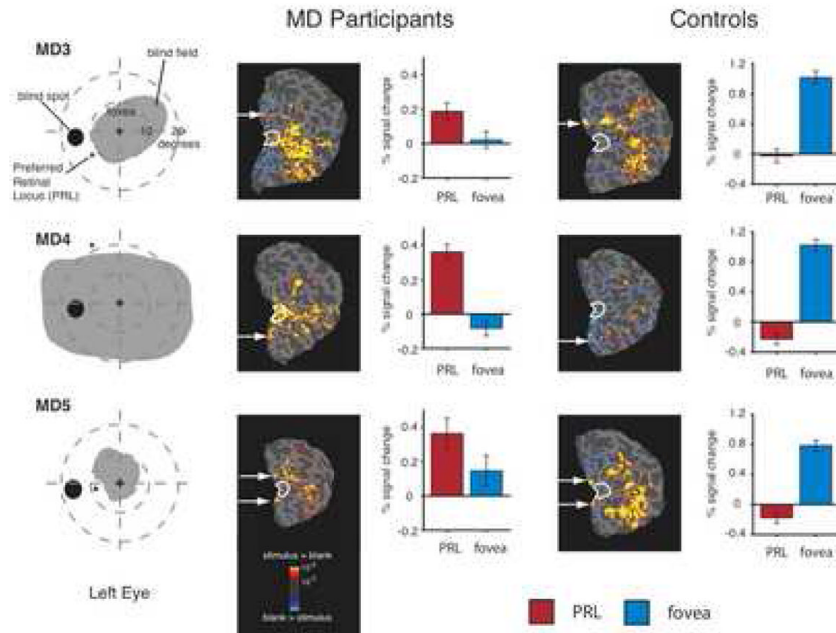 MD Participants
Controls
MD3
blind field
blind spot
fovea
10
20
degrees
Preferred
Retinal
Locus (PRL)
% signal change
0.4
0.2
0
-0.2
PRL
fovea
% signal change
1.2
0.8
0.4
0
-0.4
PRL
fovea
MD4
% signal change
0.4
0.2
0
-0.2
PRL
fovea
% signal change
1.2
0.8
0.4
0
-0.4
PRL
fovea
MD5
% signal change
0.4
0.2
0
-0.2
PRL
fovea
% signal change
1.2
0.8
0.4
0
-0.4
PRL
fovea
stimulus > blank
blank > stimulus
Left Eye
PRL
fovea